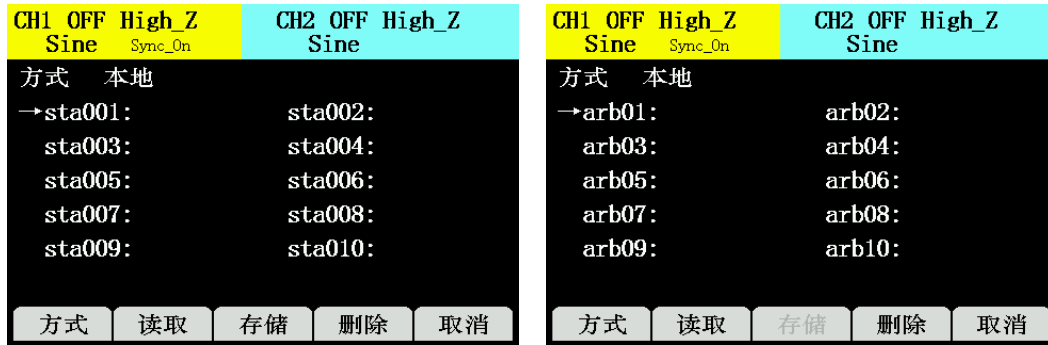 CH1 OFF High_Z CH2 OFF High_Z
Sine Sync_On Sine
方式 本地
→sta001: sta002:
sta003: sta004:
sta005: sta006:
sta007: sta008:
sta009: sta010:
方式 读取 存储 删除 取消
CH1 OFF High_Z CH2 OFF High_Z
Sine Sync_On Sine
方式 本地
→arb01: arb02:
arb03: arb04:
arb05: arb06:
arb07: arb08:
arb09: arb10:
方式 读取 存储 删除 取消